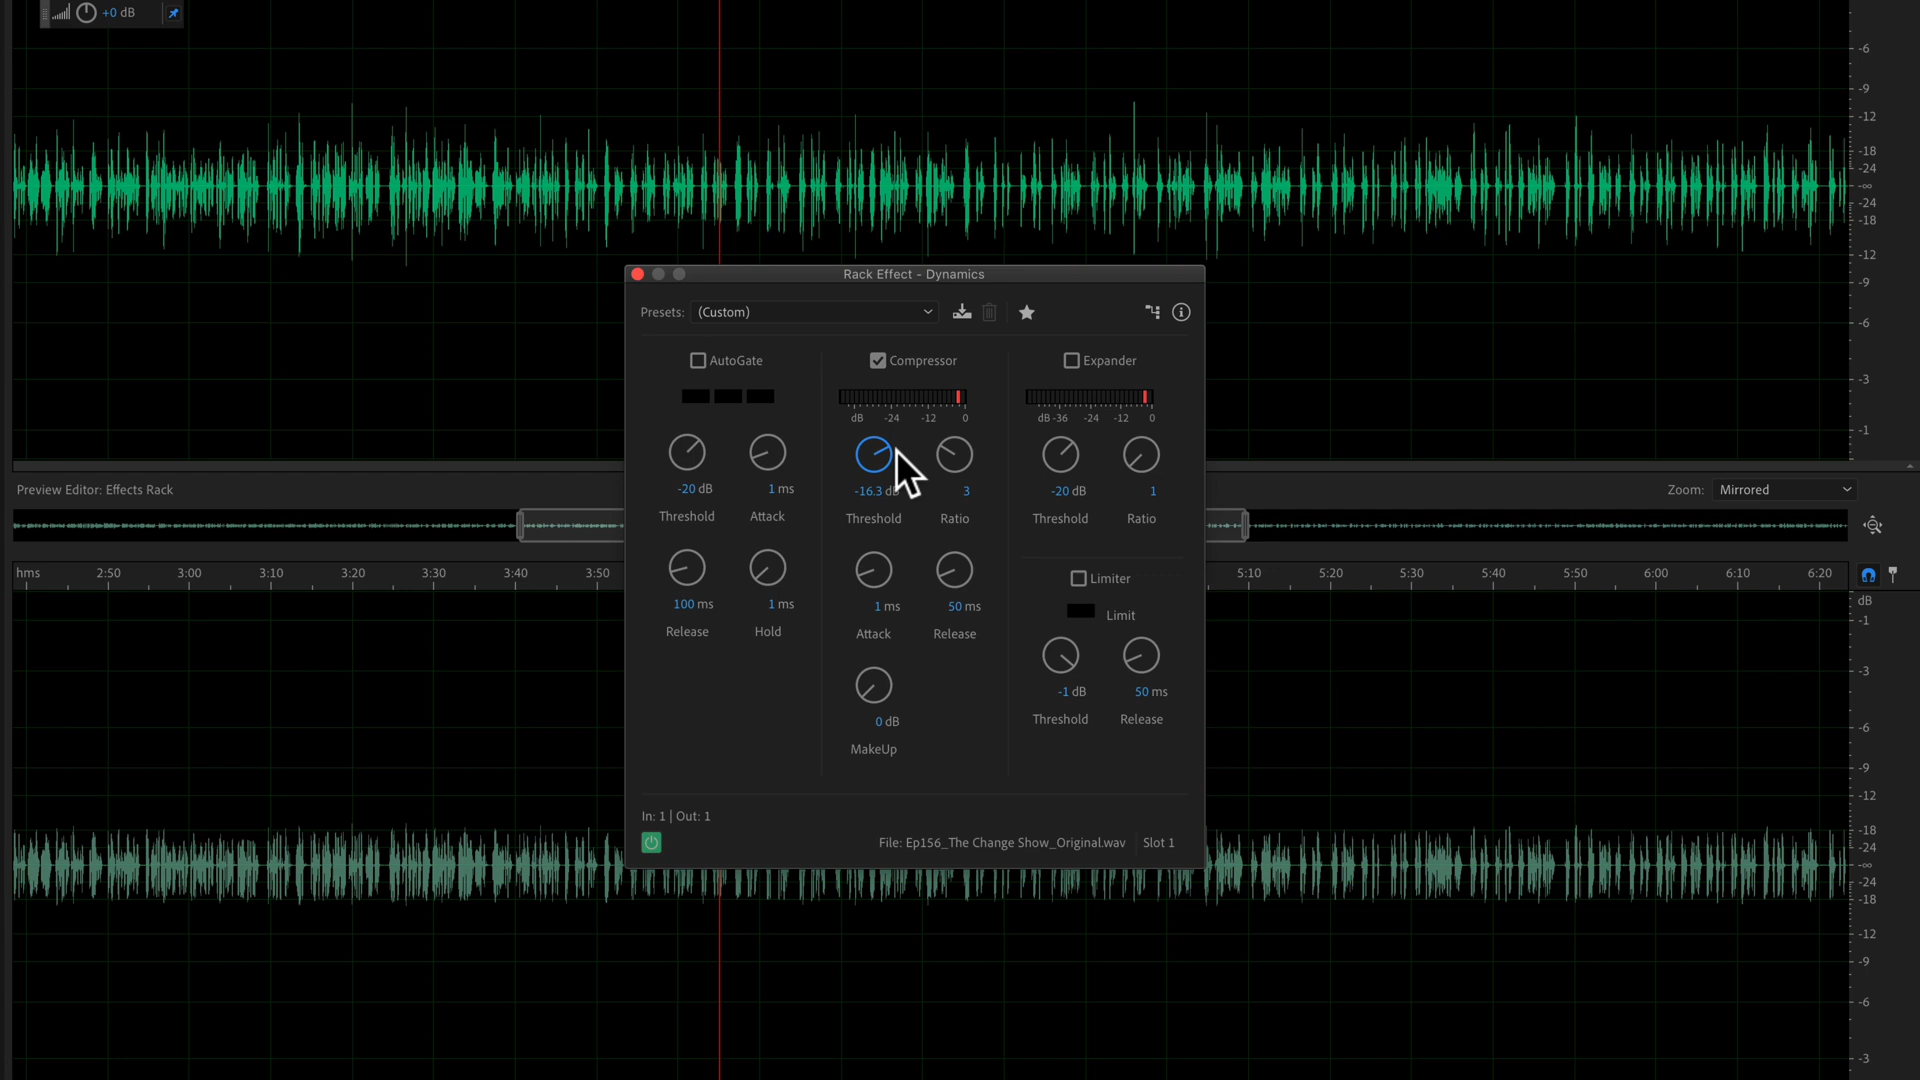 +0 dB
-6
-9
-12
-18
-24
-∞
-24
-18
-12
-9
-6
-3
-1
Rack Effect - Dynamics
Presets: (Custom)
AutoGate
Compressor
Expander
dB -24 -12 0
dB -36 -24 -12 0
-20 dB 1 ms
Threshold Attack
100 ms 1 ms
Release Hold
-16.3 dB 3
Threshold Ratio
1 ms 50 ms
Attack Release
0 dB
MakeUp
-20 dB 1
Threshold Ratio
Limiter
Limit
-1 dB 50 ms
Threshold Release
In: 1 | Out: 1
File: Ep156_The Change Show_Original.wav Slot 1
Preview Editor: Effects Rack
Zoom: Mirrored
hms 2:50 3:00 3:10 3:20 3:30 3:40 3:50 5:10 5:20 5:30 5:40 5:50 6:00 6:10 6:20
dB
-1
-3
-6
-9
-12
-18
-24
-∞
-24
-18
-12
-9
-6
-3